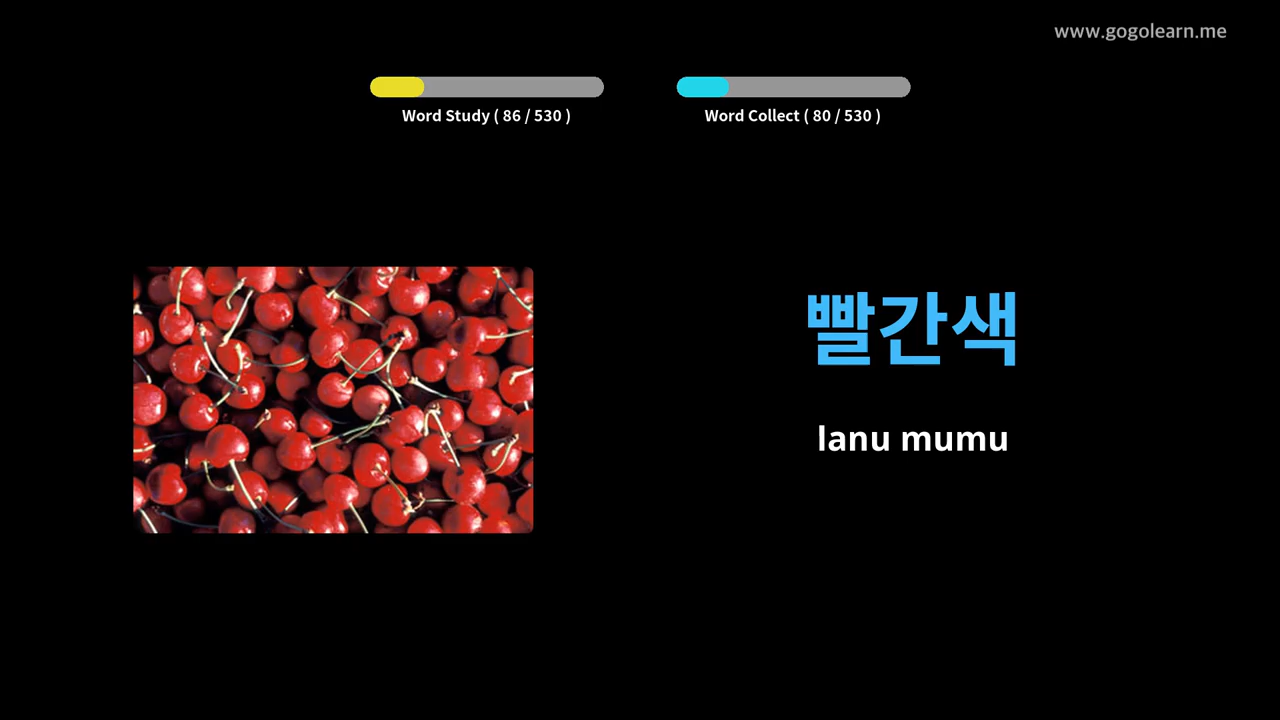 www.gogolearn.me
Word Study ( 86 / 530 )
Word Collect ( 80 / 530 )
빨간색
lanu mumu